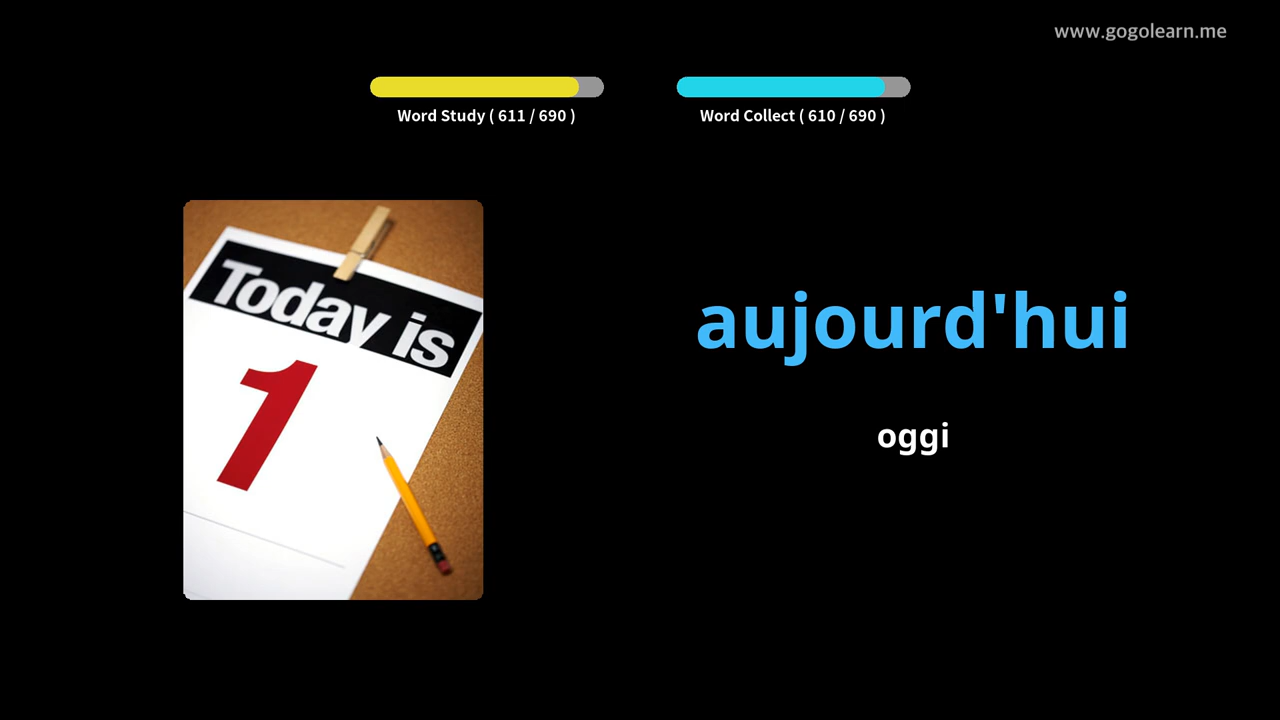 www.gogolearn.me
Word Study ( 611 / 690 )
Word Collect ( 610 / 690 )
Today is
1
aujourd'hui
oggi